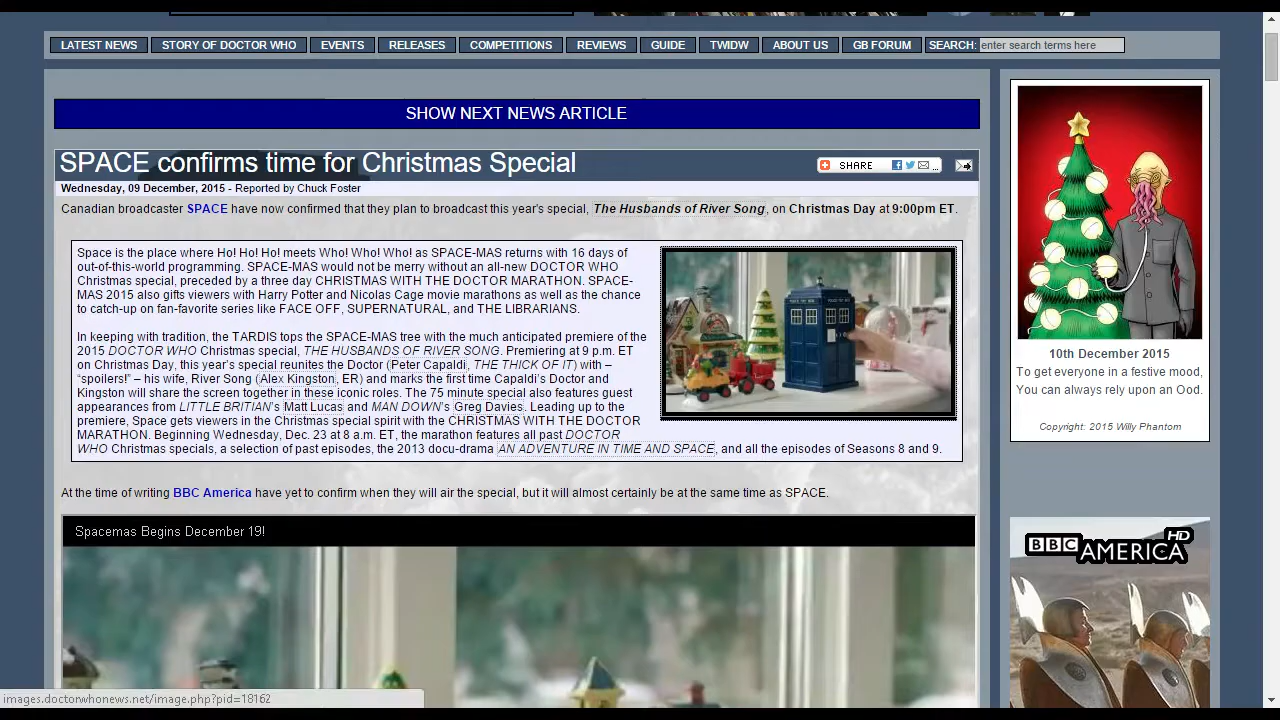 LATEST NEWS STORY OF DOCTOR WHO EVENTS RELEASES COMPETITIONS REVIEWS GUIDE TWIDW ABOUT US GB FORUM SEARCH: enter search terms here
SHOW NEXT NEWS ARTICLE
SPACE confirms time for Christmas Special
SHARE ...
Wednesday, 09 December, 2015 - Reported by Chuck Foster
Canadian broadcaster SPACE have now confirmed that they plan to broadcast this year's special, The Husbands of River Song, on Christmas Day at 9:00pm ET.
Space is the place where Ho! Ho! Ho! meets Who! Who! Who! as SPACE-MAS returns with 16 days of
out-of-this-world programming. SPACE-MAS would not be merry without an all-new DOCTOR WHO
Christmas special, preceded by a three day CHRISTMAS WITH THE DOCTOR MARATHON. SPACE-
MAS 2015 also gifts viewers with Harry Potter and Nicolas Cage movie marathons as well as the chance
to catch-up on fan-favorite series like FACE OFF, SUPERNATURAL, and THE LIBRARIANS.
In keeping with tradition, the TARDIS tops the SPACE-MAS tree with the much anticipated premiere of the
2015 DOCTOR WHO Christmas special, THE HUSBANDS OF RIVER SONG. Premiering at 9 p.m. ET
on Christmas Day, this year's special reunites the Doctor (Peter Capaldi, THE THICK OF IT) with –
“spoilers!” – his wife, River Song (Alex Kingston, ER) and marks the first time Capaldi's Doctor and
Kingston will share the screen together in these iconic roles. The 75 minute special also features guest
appearances from LITTLE BRITIAN's Matt Lucas and MAN DOWN's Greg Davies. Leading up to the
premiere, Space gets viewers in the Christmas special spirit with the CHRISTMAS WITH THE DOCTOR
MARATHON. Beginning Wednesday, Dec. 23 at 8 a.m. ET, the marathon features all past DOCTOR
WHO Christmas specials, a selection of past episodes, the 2013 docu-drama AN ADVENTURE IN TIME AND SPACE, and all the episodes of Seasons 8 and 9.
At the time of writing BBC America have yet to confirm when they will air the special, but it will almost certainly be at the same time as SPACE.
Spacemas Begins December 19!
images.doctorwhonews.net/image.php?pid=18162
10th December 2015
To get everyone in a festive mood,
You can always rely upon an Ood.
Copyright: 2015 Willy Phantom
BBC AMERICA HD